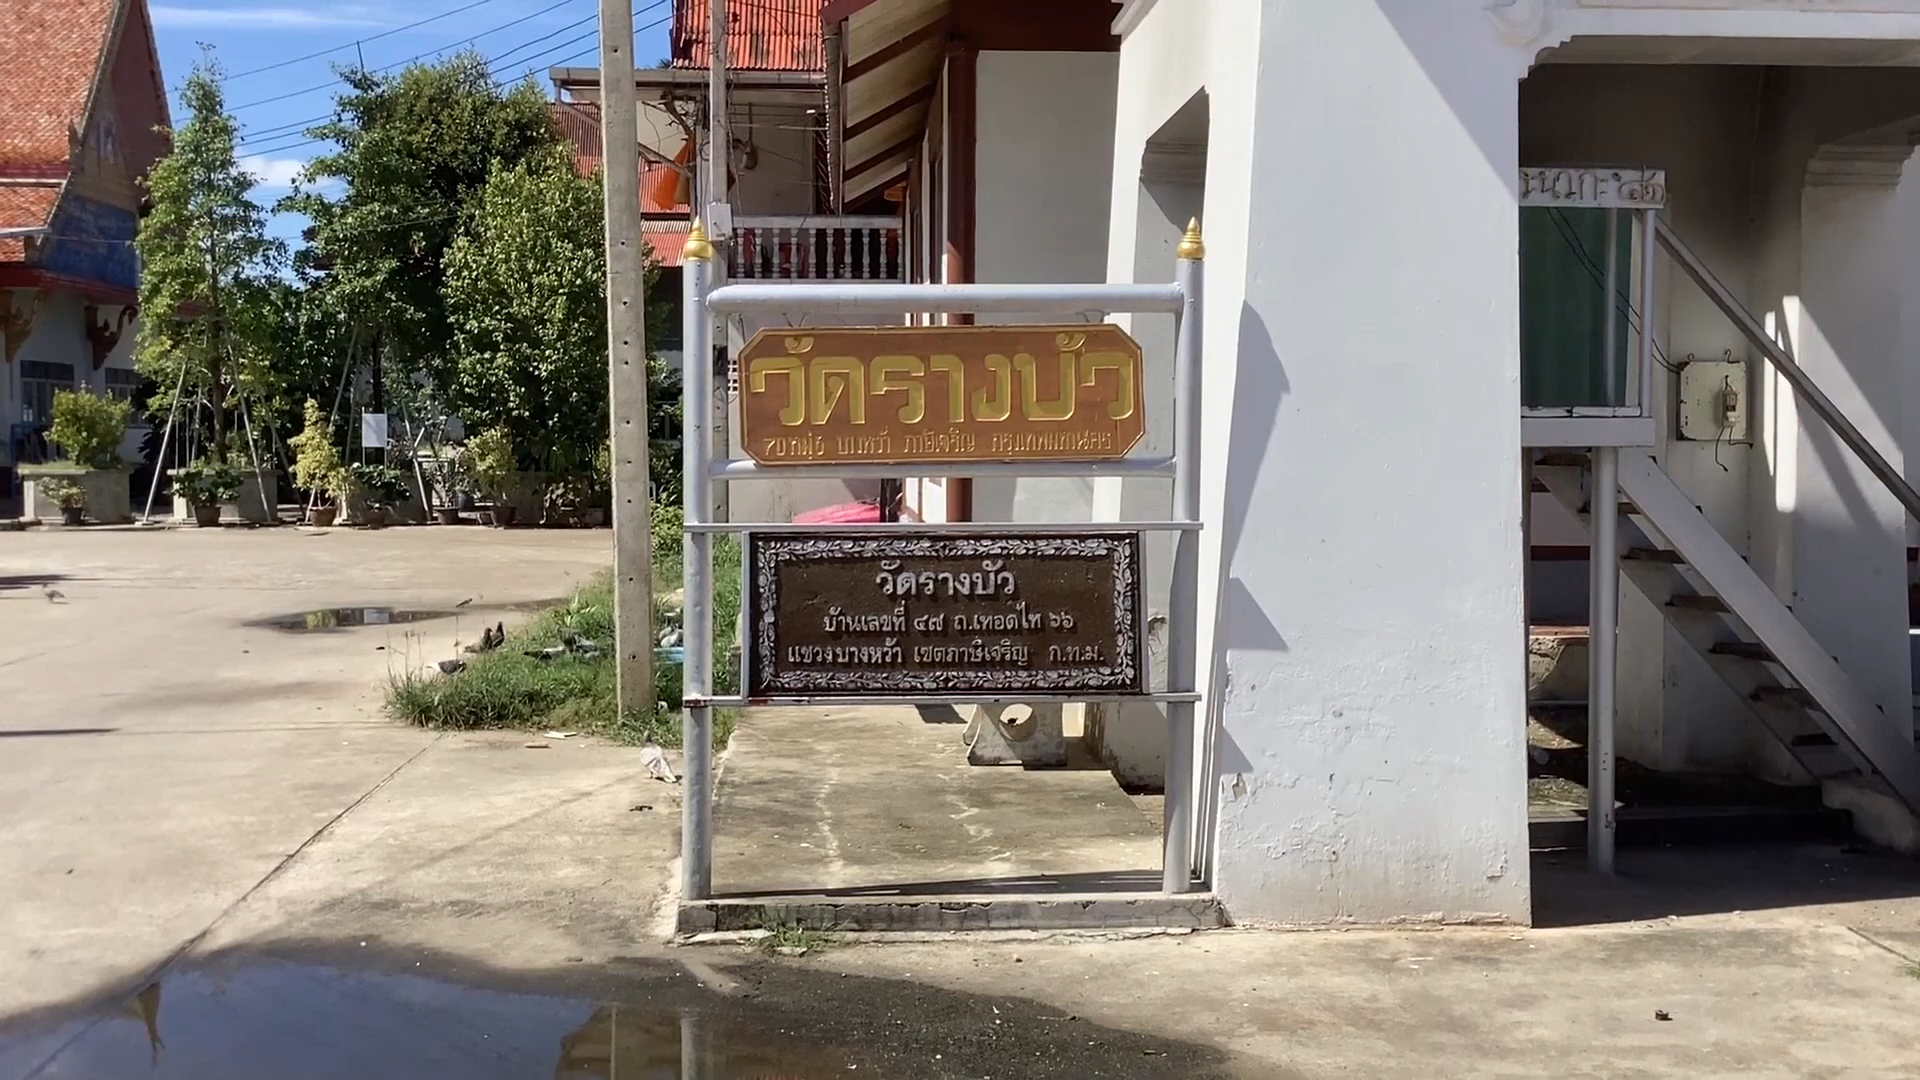 วัดรางบัว
บางหว้า ภาษีเจริญ กรุงเทพมหานคร
วัดรางบัว
บ้านเลขที่ ๔๗ ถ.เทอดไท ๖๖
แขวงบางหว้า เขตภาษีเจริญ ก.ท.ม.